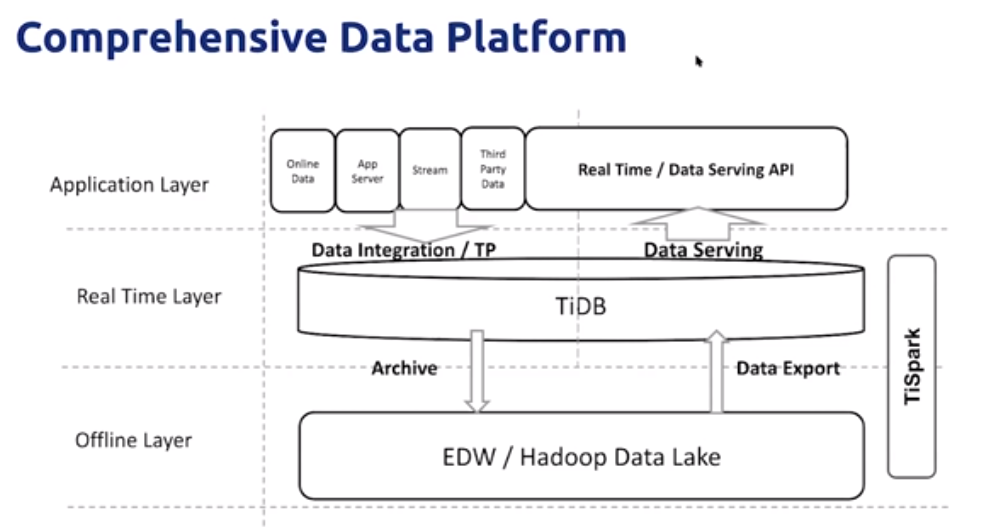 Comprehensive Data Platform
Application Layer
Online
Data
App
Server
Stream
Third
Party
Data
Real Time / Data Serving API
Data Integration / TP
Data Serving
Real Time Layer
TiDB
Archive
Data Export
TiSpark
Offline Layer
EDW / Hadoop Data Lake